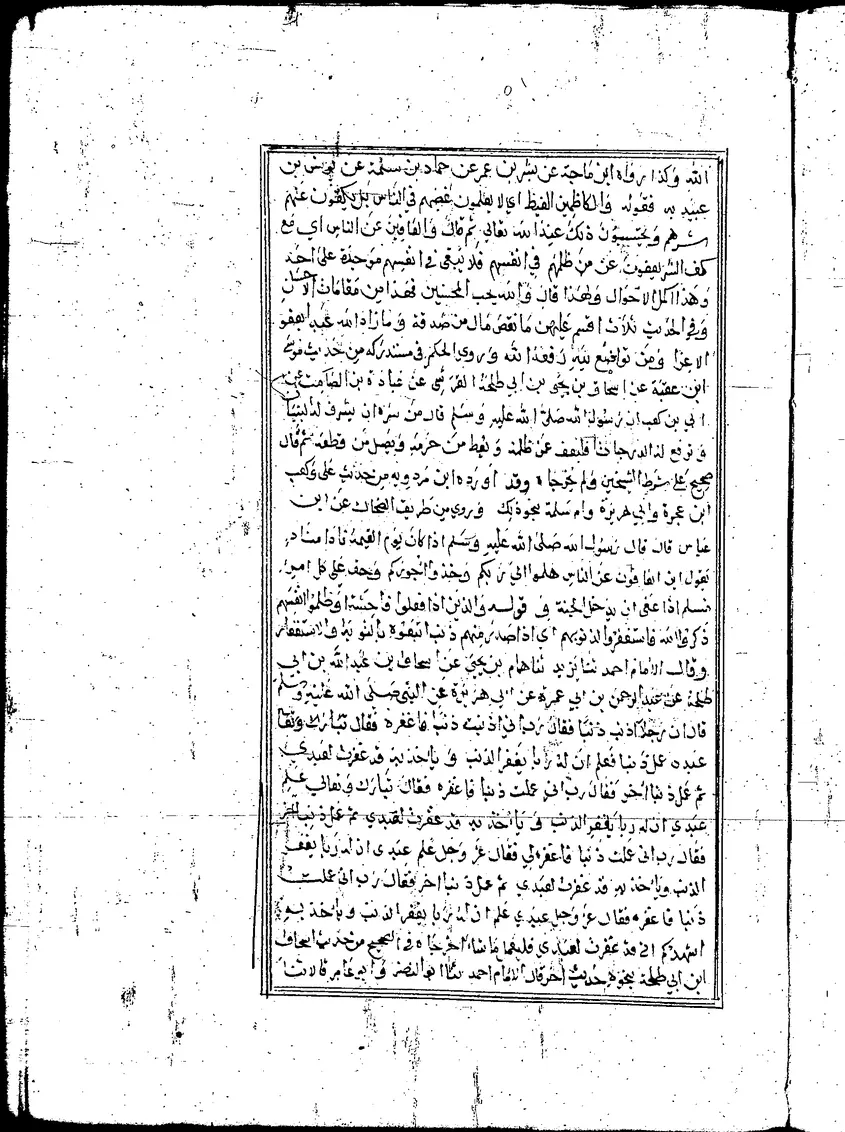 الله وكذا رواه ابن ماجة عن بشر بن عمر عن حماد بن سلمة عن يونس بن
عبيد به فقوله والكاظمين الغيظ اي لا يعلمون غضبهم في الناس بل يكفون عنهم
شرهم ويحتسبون ذلك عند الله تعالى ثم قال والعافين عن الناس اي مع
كف الشر يعفون عن من ظلمهم في انفسهم فلا يبقى في انفسهم موجدة على احد
وهذا اكمل الاحوال ولهذا قال والله يحب المحسنين فهذا من مقامات الاحسان
وفي الحديث ثلاث اقسم عليهن ما نقص مال من صدقة وما زاد الله عبدا بعفو
الا عزا ومن تواضع لله رفعه الله وروى الحاكم في مستدركه من حديث موسى
ابن عقبة عن اسحاق بن يحيى بن ابي طلحة القرشي عن عبادة بن الصامت عن
ابي بن كعب ان رسول الله صلى الله عليه وسلم قال من سره ان يشرف له البنيان
وترفع له الدرجات فليعف عن ظلمه ويعط من حرمه ويصل من قطعه ثم قال
صحيح على شرط الشيخين ولم يخرجاه وقد اورده ابن مردويه من حديث على وكعب
ابن عجرة وابي هريرة وام سلمة بنحو ذلك وروي من طريق الضحاك عن ابن
عباس قال قال رسول الله صلى الله عليه وسلم اذا كان يوم القيمة نادا مناد
يقول اين العافون عن الناس هلموا الى ربكم وخذوا اجوركم وحق على كل امرء
مسلم اذا عفى ان يدخل الجنة و قوله والذين اذا فعلوا فاحشة او ظلموا انفسهم
ذكروا الله فاستغفروا لذنوبهم اى اذا صدر منهم ذنب اتبعوه بالتوبة والاستغفار
وقال الامام احمد ثنا يزيد ثنا همام بن يحيى عن اسحاق بن عبد الله بن ابي
طلحة عن عبد الرحمن بن ابي عمرة عن ابي هريرة عن النبي صلى الله عليه وسلم
قال ان رجلا اذنب ذنبا فقال رب اني اذنبت ذنبا فاغفره فقال تبارك وتعا
عبده عمل ذنبا فعلم ان له ربا يغفر الذنب و ياخذ به قد غفرت لعبدي
ثم عمل ذنبا اخر فقال رب اني عملت ذنبا فاغفره فقال تبارك وتعالى علم
عبدي ان له ربا يغفر الذنب و ياخذ به قد غفرت لعبدي ثم عمل ذنبا اخر
فقال رب اني عملت ذنبا فاغفره لي فقال عز وجل علم عبدى ان له ربا يغفر
الذنب وياخذ به قد غفرت لعبدي ثم عمل ذنبا اخر فقال رب اني عملت
ذنبا فاغفره فقال عز وجل عبدي علم ان له ربا يغفر الذنب و ياخذ به
اشهدكم اني قد غفرت لعبدى فليعمل ما شاء اخرجاه في الصحيح من حديث اسحاق
ابن ابي طلحة بنحوه حديث اخر قال الامام احمد ثنا ابو النضر و ابو عامر قالا ثنا